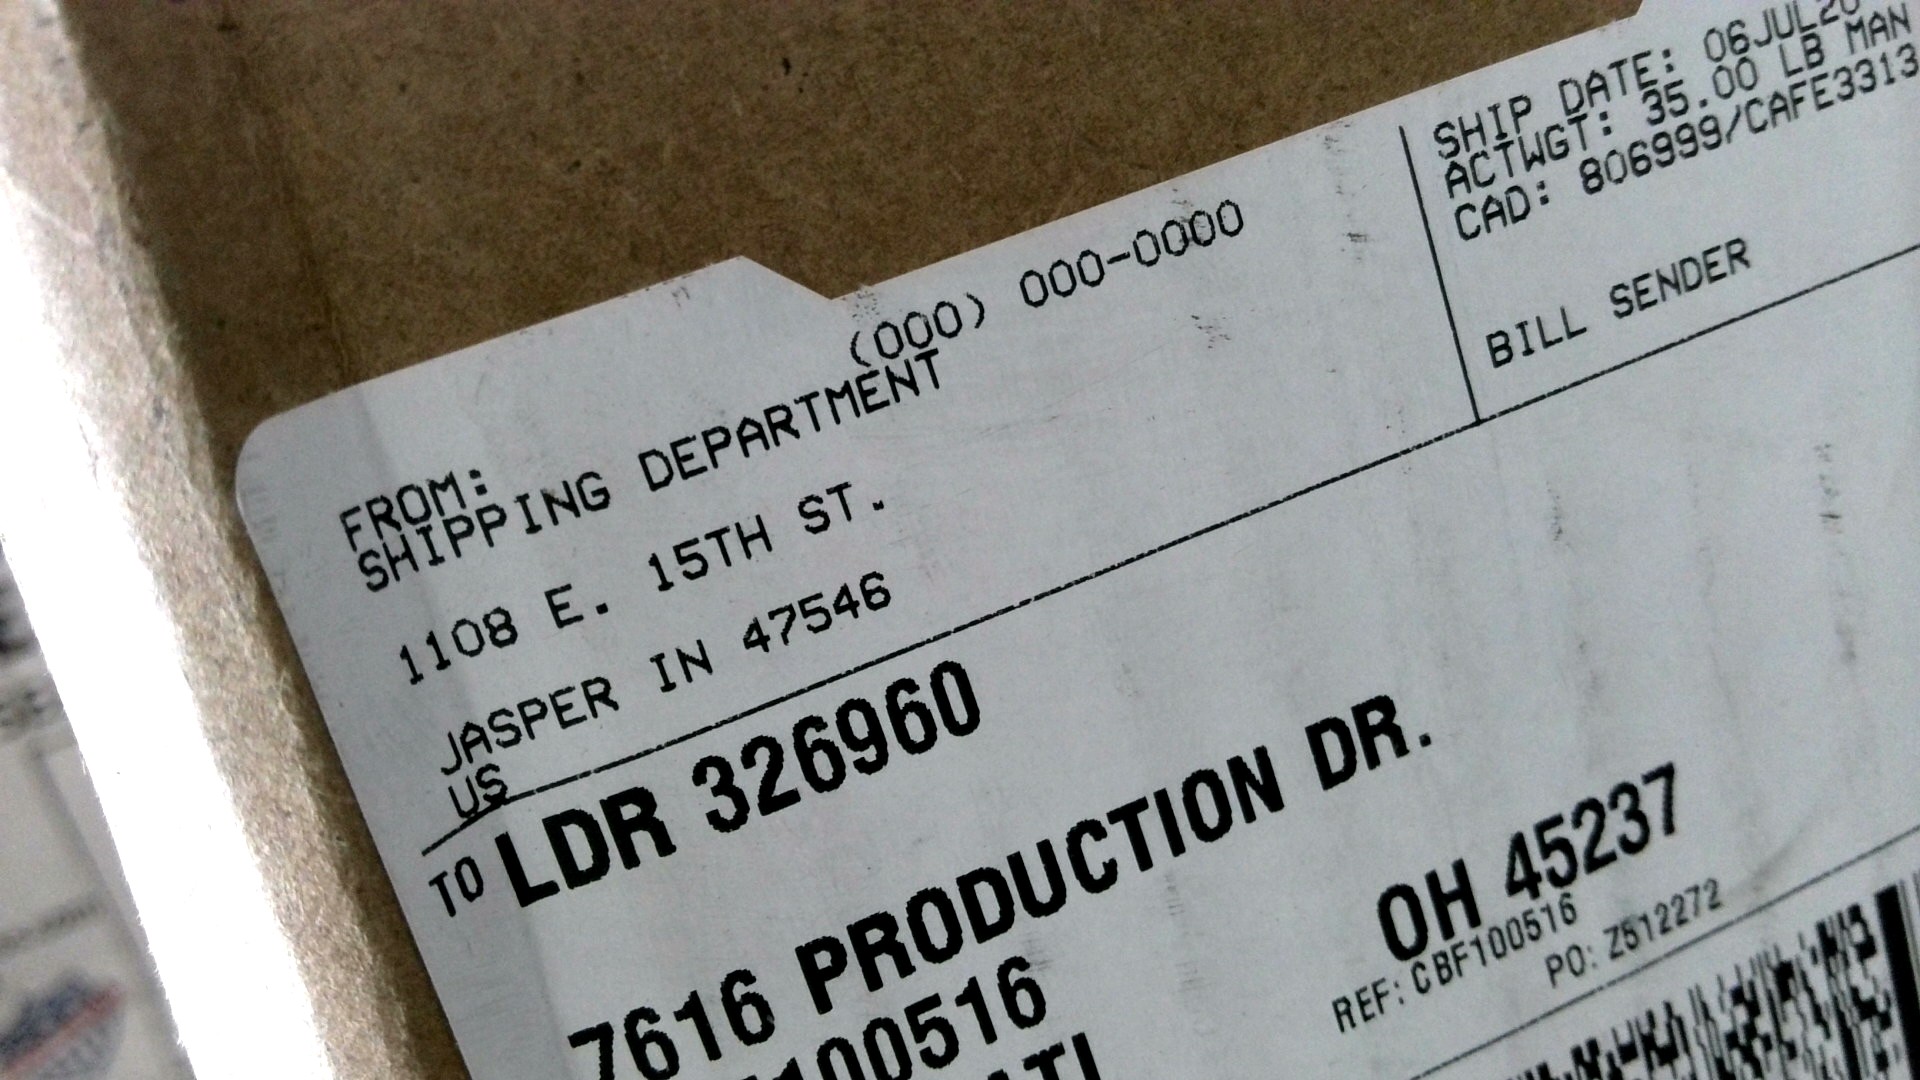 (000) 000-0000
FROM:
SHIPPING DEPARTMENT
1108 E. 15TH ST.
JASPER IN 47546
US
SHIP DATE: 06JUL20
ACTWGT: 35.00 LB MAN
CAD: 806999/CAFE3313
BILL SENDER
TO LDR 326960
7616 PRODUCTION DR.
100516
OH 45237
REF: CBF100516
PO: Z512272